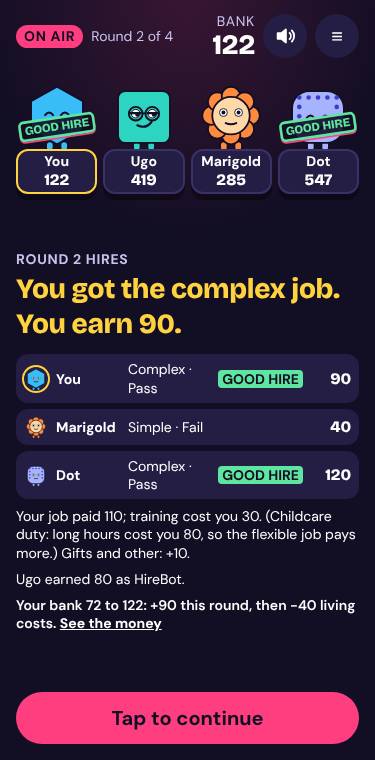 ON AIR Round 2 of 4
BANK
122
GOOD HIRE
GOOD HIRE
You
122
Ugo
419
Marigold
285
Dot
547
ROUND 2 HIRES
You got the complex job.
You earn 90.
You Complex · Pass GOOD HIRE 90
Marigold Simple · Fail 40
Dot Complex · Pass GOOD HIRE 120
Your job paid 110; training cost you 30. (Childcare
duty: long hours cost you 80, so the flexible job pays
more.) Gifts and other: +10.
Ugo earned 80 as HireBot.
Your bank 72 to 122: +90 this round, then −40 living
costs. See the money
Tap to continue